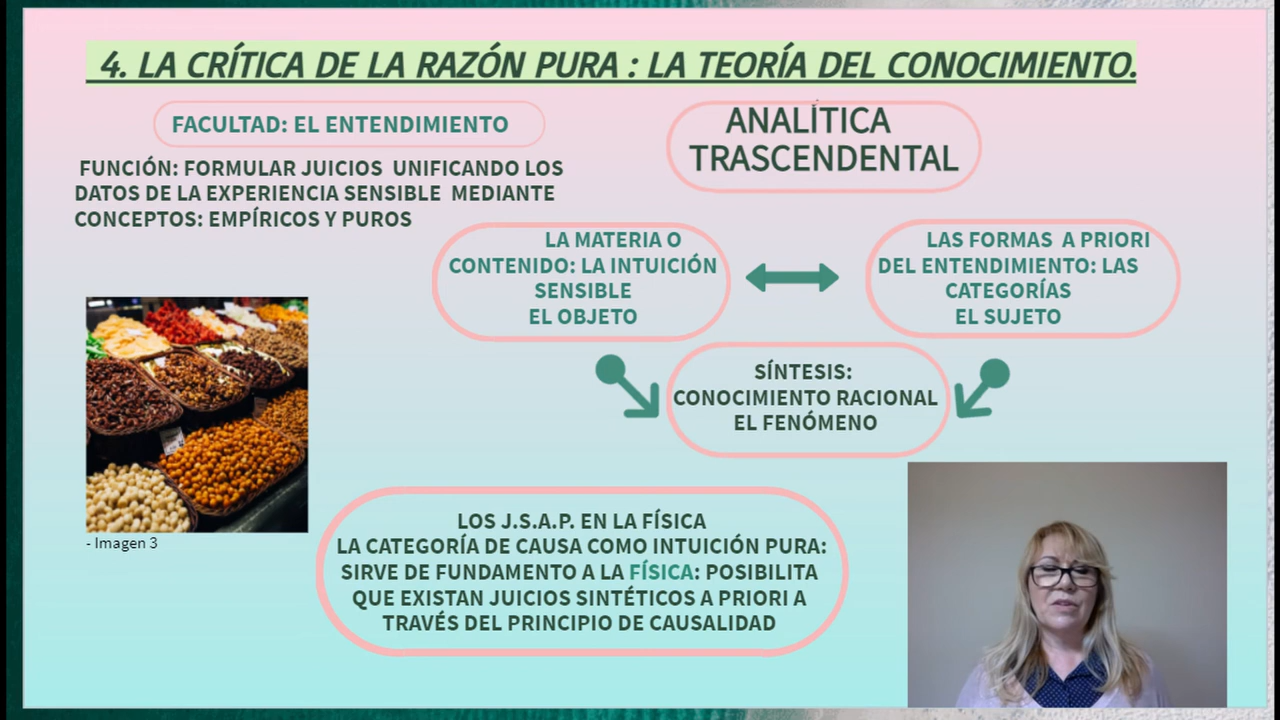 4. LA CRÍTICA DE LA RAZÓN PURA : LA TEORÍA DEL CONOCIMIENTO.
FACULTAD: EL ENTENDIMIENTO
FUNCIÓN: FORMULAR JUICIOS UNIFICANDO LOS
DATOS DE LA EXPERIENCIA SENSIBLE MEDIANTE
CONCEPTOS: EMPÍRICOS Y PUROS
ANALÍTICA
TRASCENDENTAL
LA MATERIA O
CONTENIDO: LA INTUICIÓN
SENSIBLE
EL OBJETO
LAS FORMAS A PRIORI
DEL ENTENDIMIENTO: LAS
CATEGORÍAS
EL SUJETO
SÍNTESIS:
CONOCIMIENTO RACIONAL
EL FENÓMENO
- Imagen 3
LOS J.S.A.P. EN LA FÍSICA
LA CATEGORÍA DE CAUSA COMO INTUICIÓN PURA:
SIRVE DE FUNDAMENTO A LA FÍSICA: POSIBILITA
QUE EXISTAN JUICIOS SINTÉTICOS A PRIORI A
TRAVÉS DEL PRINCIPIO DE CAUSALIDAD